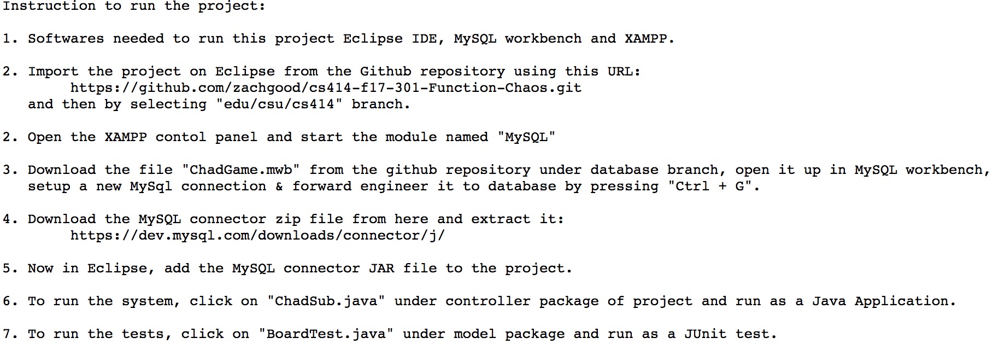 Instruction to run the project:
1. Softwares needed to run this project Eclipse IDE, MySQL workbench and XAMPP.
2. Import the project on Eclipse from the Github repository using this URL:
https://github.com/zachgood/cs414-f17-301-Function-Chaos.git
and then by selecting "edu/csu/cs414" branch.
2. Open the XAMPP contol panel and start the module named "MySQL"
3. Download the file "ChadGame.mwb" from the github repository under database branch, open it up in MySQL workbench,
setup a new MySql connection & forward engineer it to database by pressing "Ctrl + G".
4. Download the MySQL connector zip file from here and extract it:
https://dev.mysql.com/downloads/connector/j/
5. Now in Eclipse, add the MySQL connector JAR file to the project.
6. To run the system, click on "ChadSub.java" under controller package of project and run as a Java Application.
7. To run the tests, click on "BoardTest.java" under model package and run as a JUnit test.